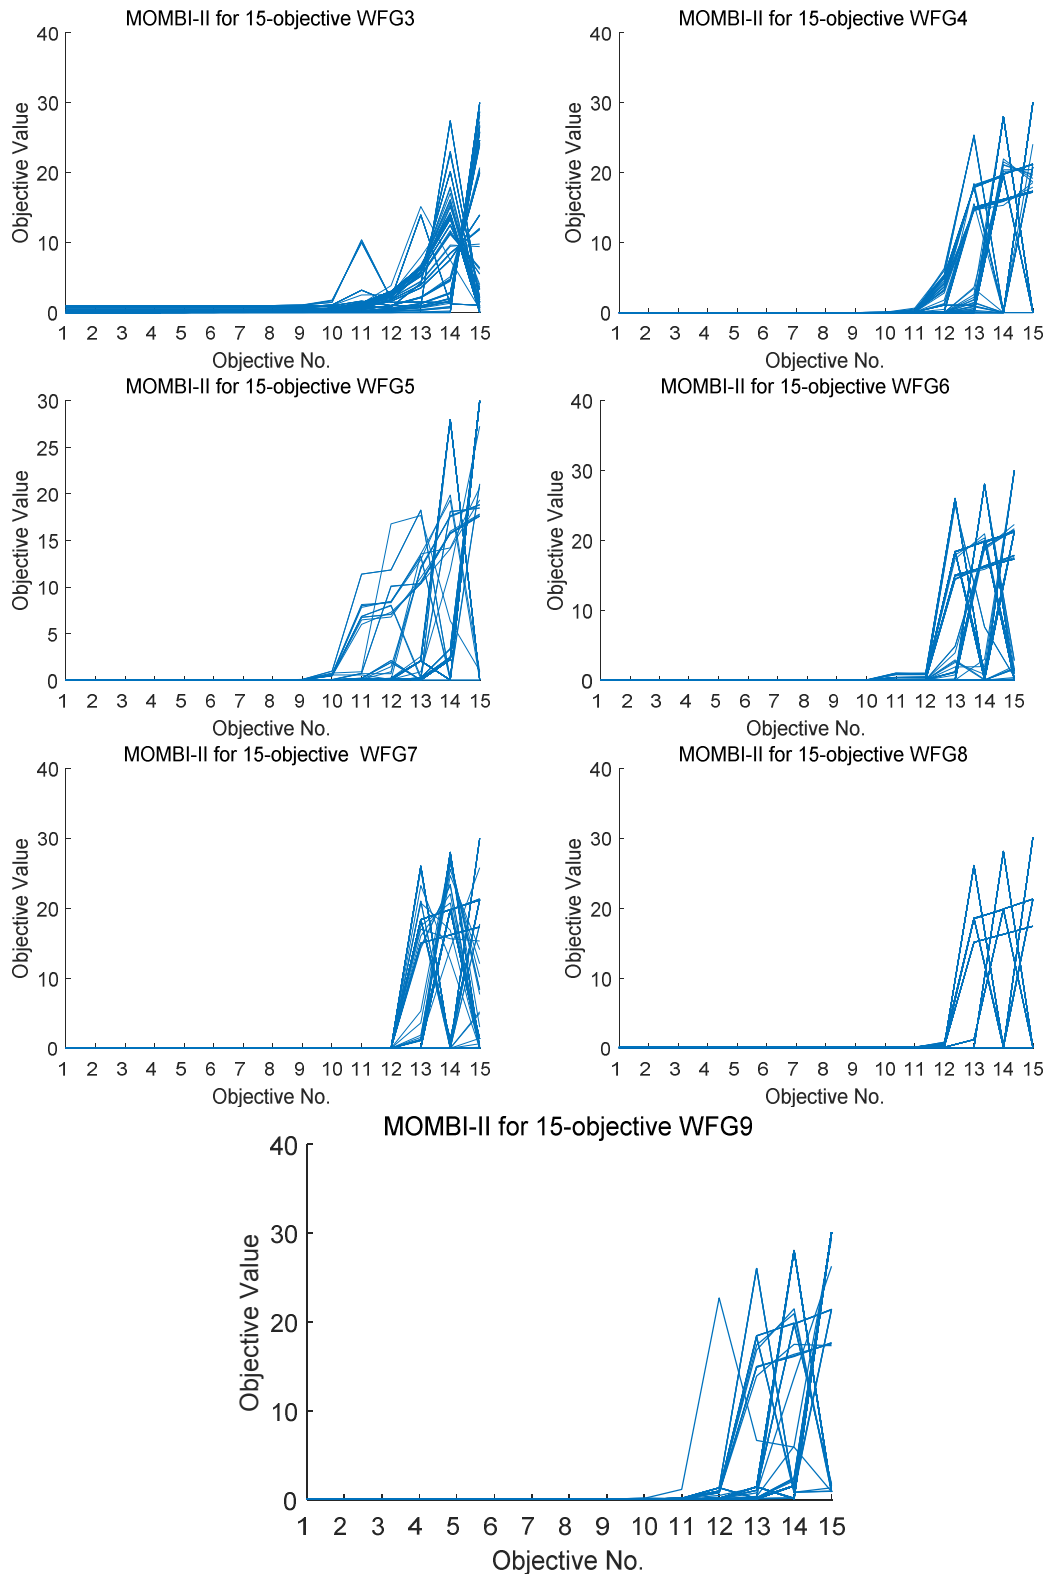 MOMBI-II for 15-objective WFG3
40
30
20
10
0
Objective Value
1 2 3 4 5 6 7 8 9 10 11 12 13 14 15
Objective No.
MOMBI-II for 15-objective WFG4
40
30
20
10
0
Objective Value
1 2 3 4 5 6 7 8 9 10 11 12 13 14 15
Objective No.
MOMBI-II for 15-objective WFG5
30
25
20
15
10
5
0
Objective Value
1 2 3 4 5 6 7 8 9 10 11 12 13 14 15
Objective No.
MOMBI-II for 15-objective WFG6
40
30
20
10
0
Objective Value
1 2 3 4 5 6 7 8 9 10 11 12 13 14 15
Objective No.
MOMBI-II for 15-objective WFG7
40
30
20
10
0
Objective Value
1 2 3 4 5 6 7 8 9 10 11 12 13 14 15
Objective No.
MOMBI-II for 15-objective WFG8
40
30
20
10
0
Objective Value
1 2 3 4 5 6 7 8 9 10 11 12 13 14 15
Objective No.
MOMBI-II for 15-objective WFG9
40
30
20
10
0
Objective Value
1 2 3 4 5 6 7 8 9 10 11 12 13 14 15
Objective No.